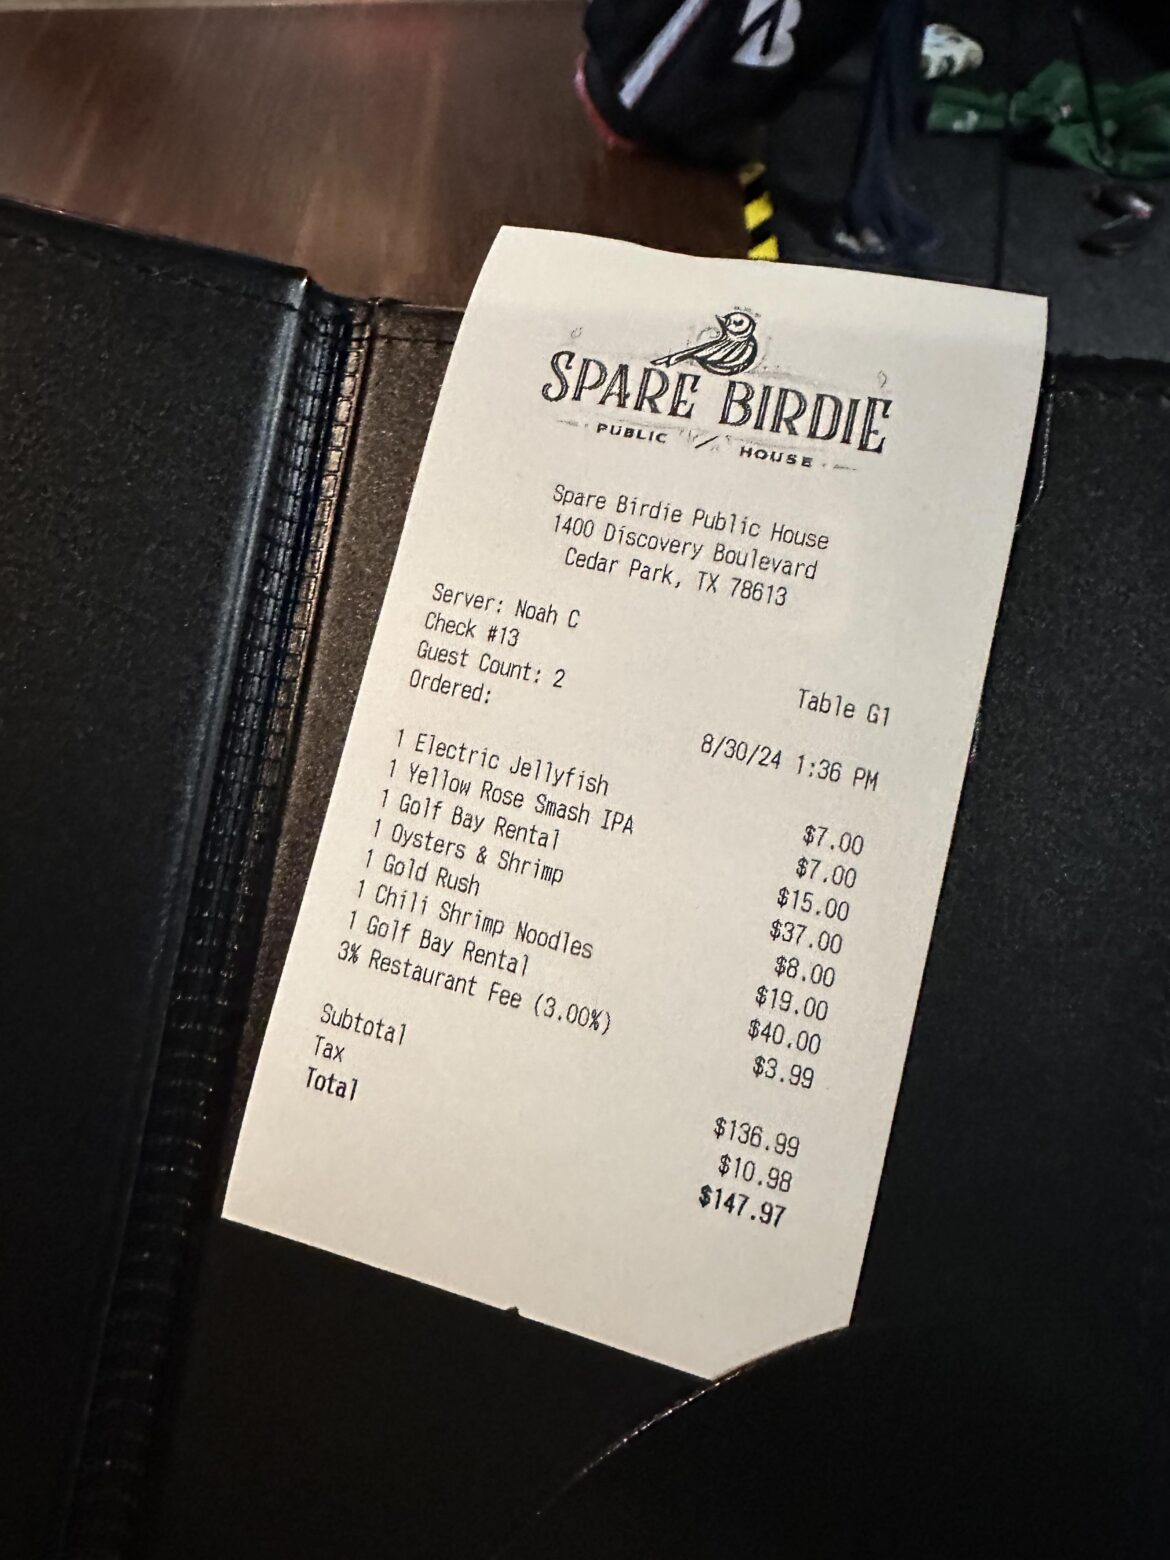 B
SPARE BIRDIE
PUBLIC HOUSE
Spare Birdie Public House
1400 Discovery Boulevard
Cedar Park, TX 78613
Server: Noah C
Check #13
Guest Count: 2
Table G1
Ordered:
8/30/24 1:36 PM
1 Electric Jellyfish $7.00
1 Yellow Rose Smash IPA $7.00
1 Golf Bay Rental $15.00
1 Oysters & Shrimp $37.00
1 Gold Rush $8.00
1 Chili Shrimp Noodles $19.00
1 Golf Bay Rental $40.00
3% Restaurant Fee (3.00%) $3.99
Subtotal $136.99
Tax $10.98
Total $147.97